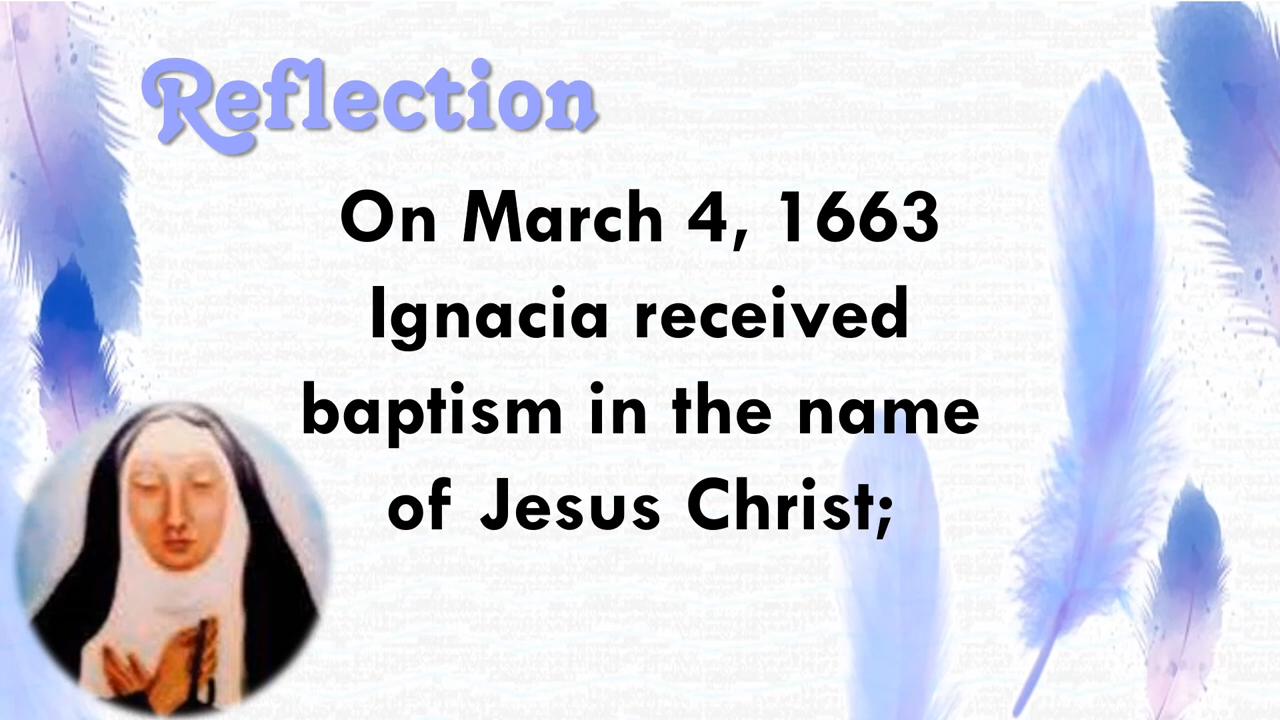 Reflection
On March 4, 1663
Ignacia received
baptism in the name
of Jesus Christ;